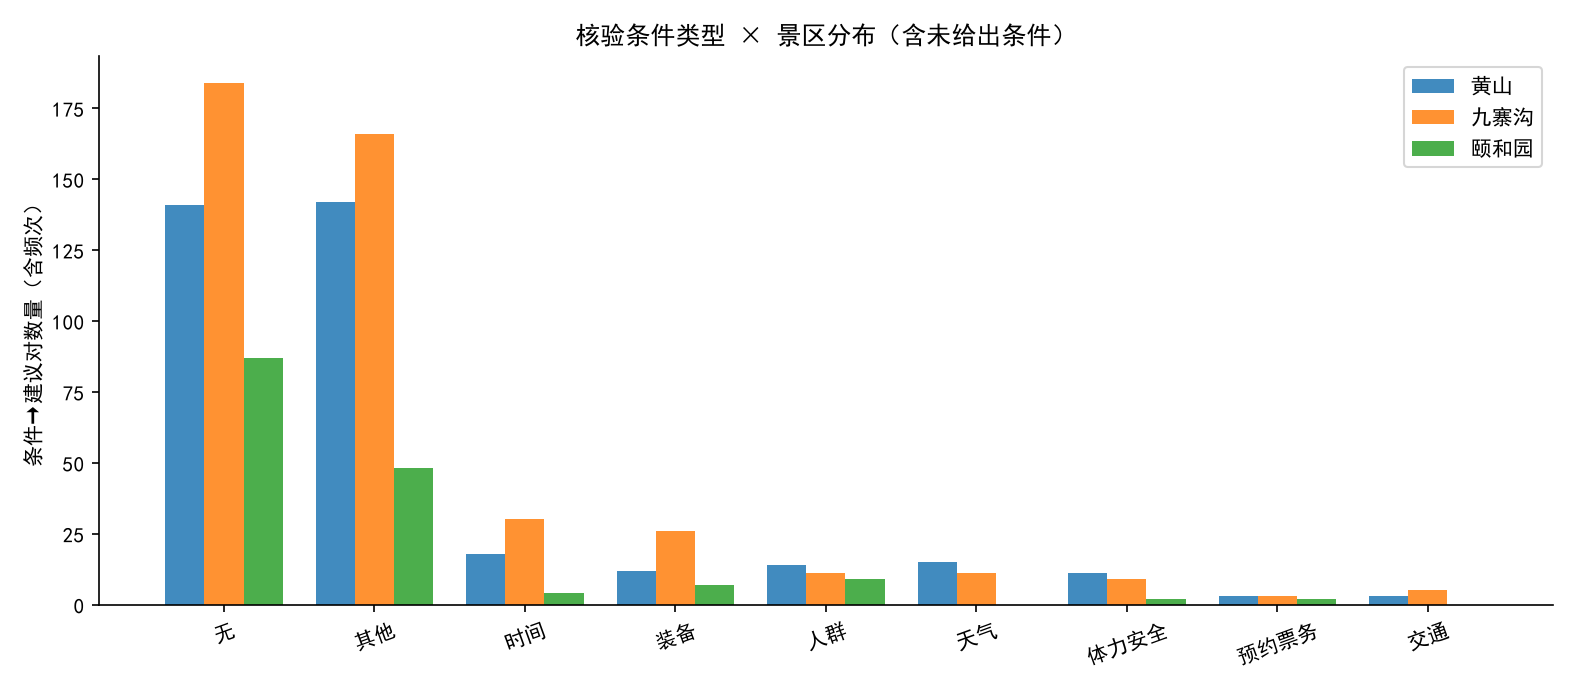 核验条件类型 × 景区分布（含未给出条件）
黄山
九寨沟
颐和园
条件→建议对数量（含频次）
175
150
125
100
75
50
25
0
无
其他
时间
装备
人群
天气
体力安全
预约票务
交通